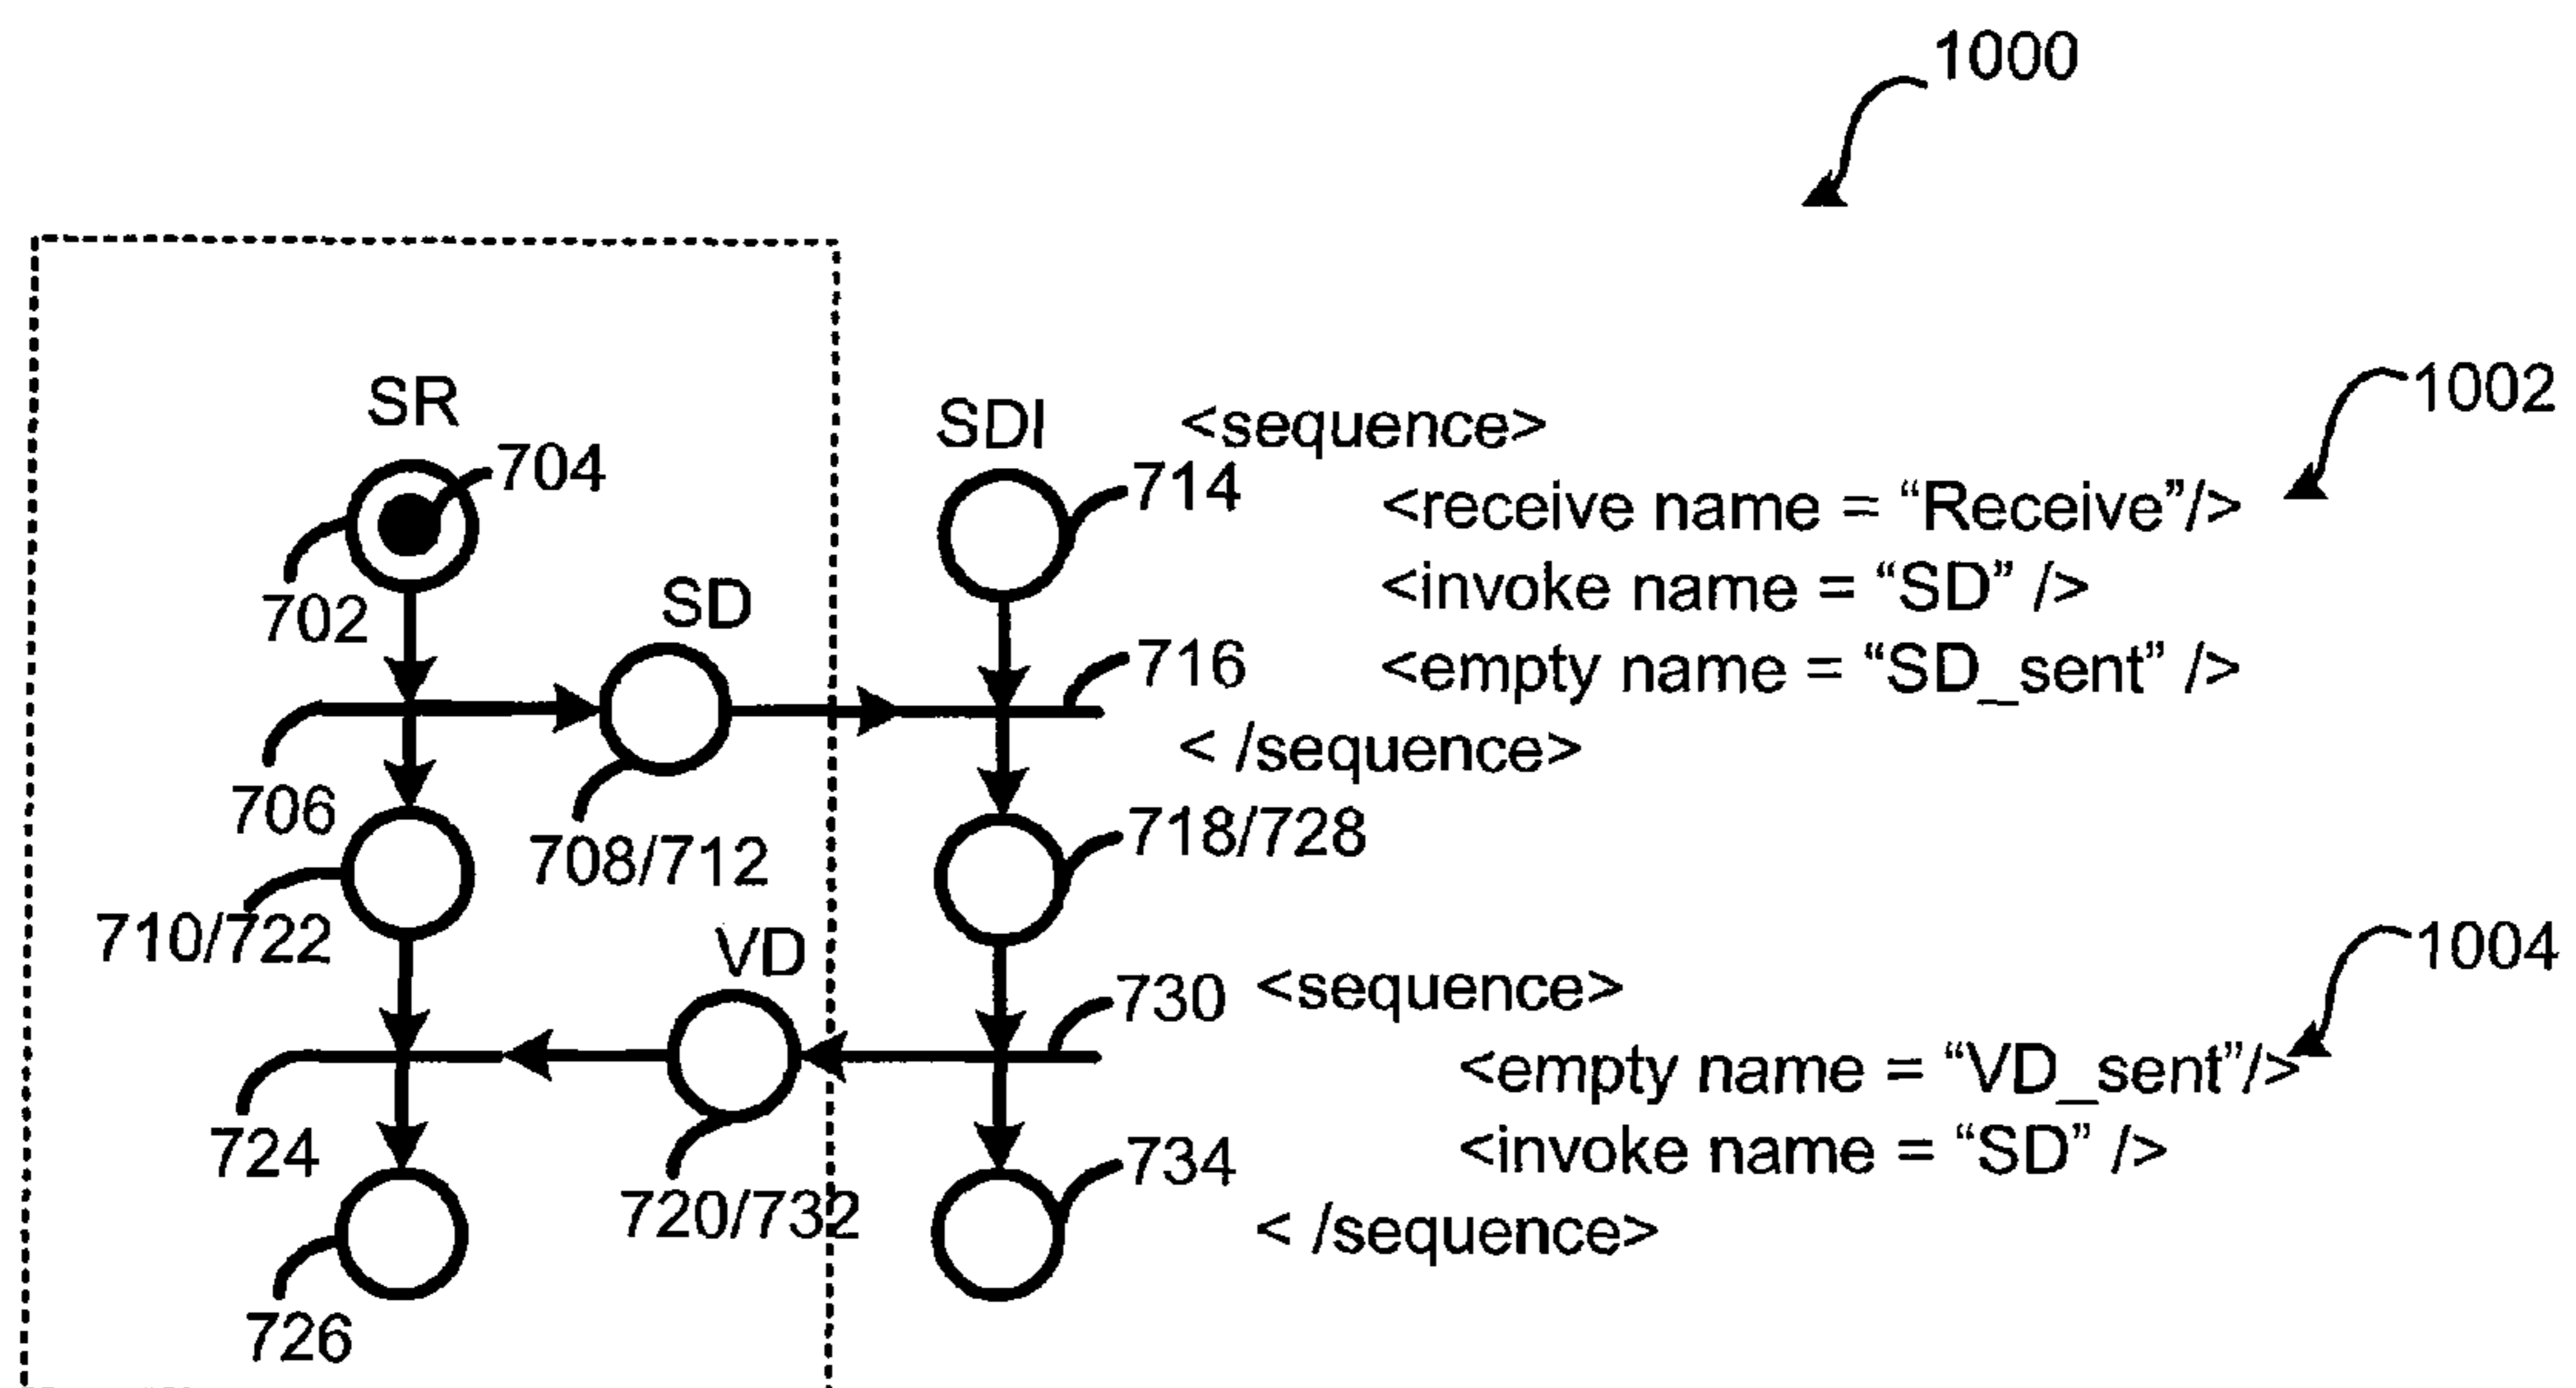 1000
1002
SR
SDI
<sequence>
704
714
<receive name = “Receive”/>
702
SD
<invoke name = “SD” />
716
<empty name = “SD_sent” />
< /sequence>
706
708/712
718/728
710/722
VD
1004
730
<sequence>
<empty name = “VD_sent”/>
724
720/732
734
<invoke name = “SD” />
< /sequence>
726